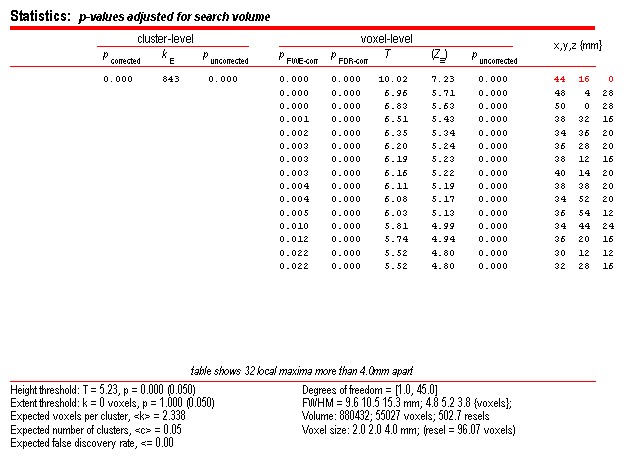 Statistics: p-values adjusted for search volume
cluster-level voxel-level x,y,z {mm}
p corrected k E p uncorrected p FWE-corr p FDR-corr T (Z≡) p uncorrected
0.000 843 0.000 0.000 0.000 10.02 7.23 0.000 44 16 0
0.000 0.000 6.96 5.71 0.000 48 4 28
0.000 0.000 6.83 5.63 0.000 50 0 28
0.001 0.000 6.51 5.43 0.000 38 32 16
0.002 0.000 6.35 5.34 0.000 34 36 20
0.003 0.000 6.20 5.24 0.000 36 28 20
0.003 0.000 6.19 5.23 0.000 38 12 16
0.003 0.000 6.16 5.22 0.000 40 14 20
0.004 0.000 6.11 5.19 0.000 38 38 20
0.004 0.000 6.08 5.17 0.000 34 52 20
0.005 0.000 6.03 5.13 0.000 36 54 12
0.010 0.000 5.81 4.99 0.000 34 44 24
0.012 0.000 5.74 4.94 0.000 36 20 16
0.022 0.000 5.52 4.80 0.000 30 12 12
0.022 0.000 5.52 4.80 0.000 32 28 16
table shows 32 local maxima more than 4.0mm apart
Height threshold: T = 5.23, p = 0.000 (0.050)
Extent threshold: k = 0 voxels, p = 1.000 (0.050)
Expected voxels per cluster, <k> = 2.338
Expected number of clusters, <c> = 0.05
Expected false discovery rate, <= 0.00
Degrees of freedom = [1.0, 45.0]
FWHM = 9.6 10.5 15.3 mm; 4.8 5.2 3.8 {voxels};
Volume: 880432; 55027 voxels; 502.7 resels
Voxel size: 2.0 2.0 4.0 mm; (resel = 96.07 voxels)